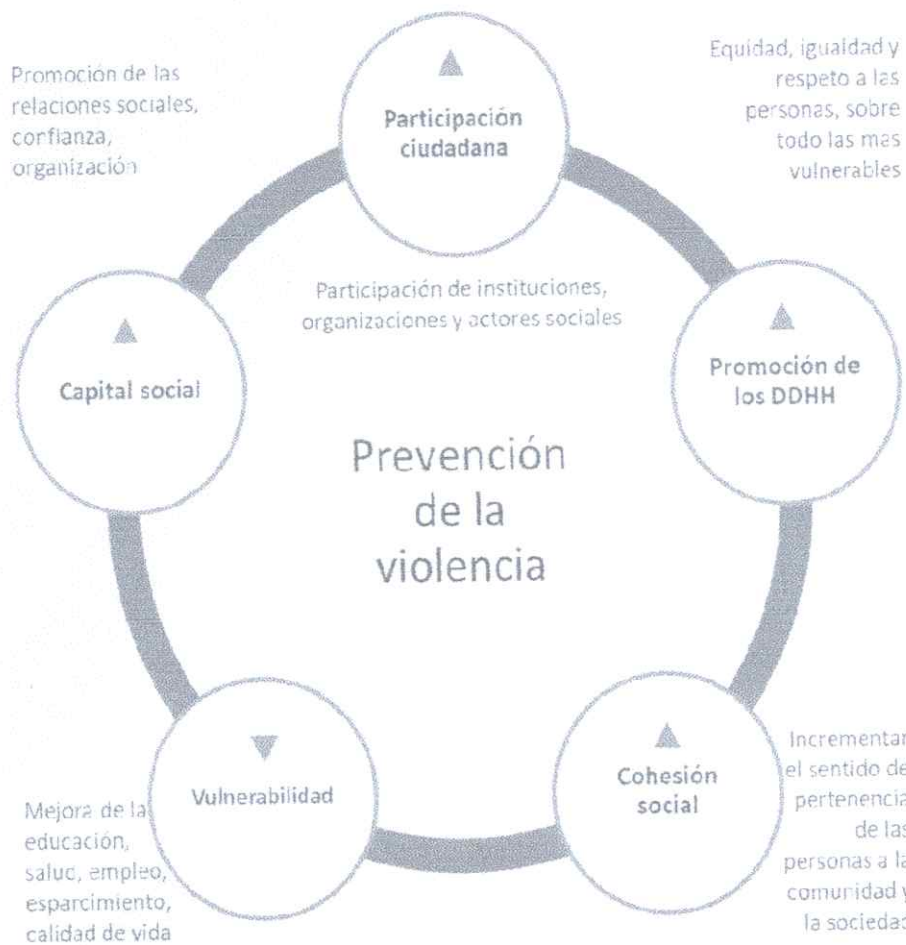 Promoción de las
relaciones sociales,
confianza,
organización
Participación
ciudadana
Equidad, igualdad y
respeto a las
personas, sobre
todo las mas
vulnerables
Participación de instituciones,
organizaciones y actores sociales
Capital social
Promoción de
los DDHH
Prevención
de la
violencia
Vulnerabilidad
Mejora de la
educación,
salud, empleo,
esparcimiento,
calidad de vida
Cohesión
social
Incrementar
el sentido de
pertenencia
de las
personas a la
comunidad y
la sociedad